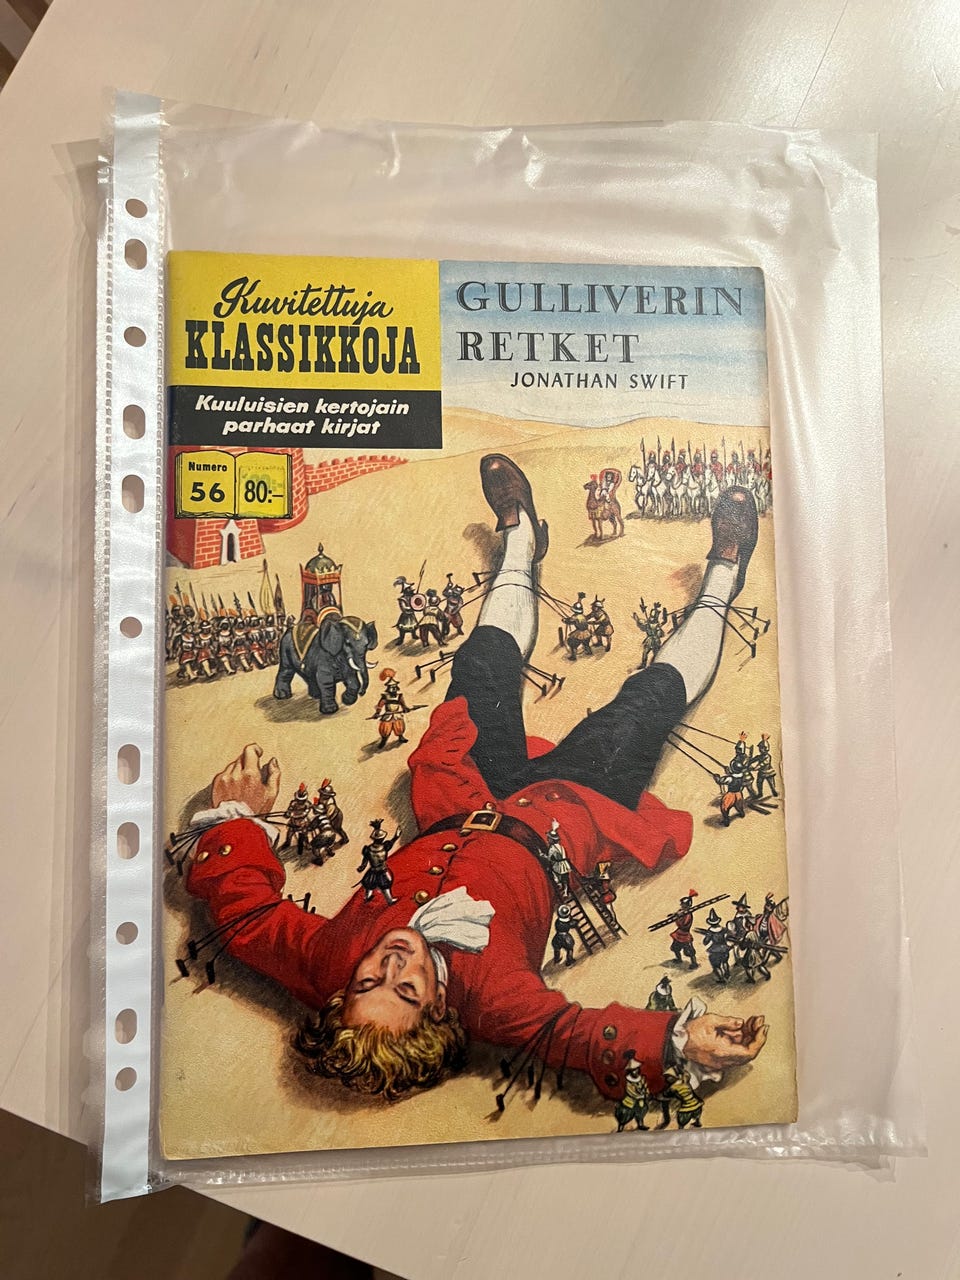 Kuvitettuja
KLASSIKKOJA
Kuuluisien kertojain
parhaat kirjat
Numero
56
80:-
GULLIVERIN
RETKET
JONATHAN SWIFT